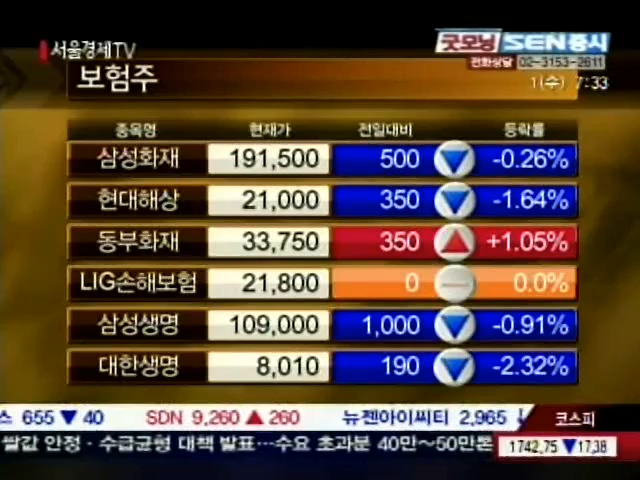 서울경제TV
굿모닝 SEN증시
전화상담 02-3153-2611
보험주
1(수) 7:33
종목명 현재가 전일대비 등락률
삼성화재 191,500 500 ▼ -0.26%
현대해상 21,000 350 ▼ -1.64%
동부화재 33,750 350 ▲ +1.05%
LIG손해보험 21,800 0 — 0.0%
삼성생명 109,000 1,000 ▼ -0.91%
대한생명 8,010 190 ▼ -2.32%
스 655 ▼ 40 SDN 9,260 ▲ 260 뉴젠아이씨티 2,965 코스피
쌀값 안정·수급균형 대책 발표…수요 초과분 40만~50만톤 1742.75 ▼17.38